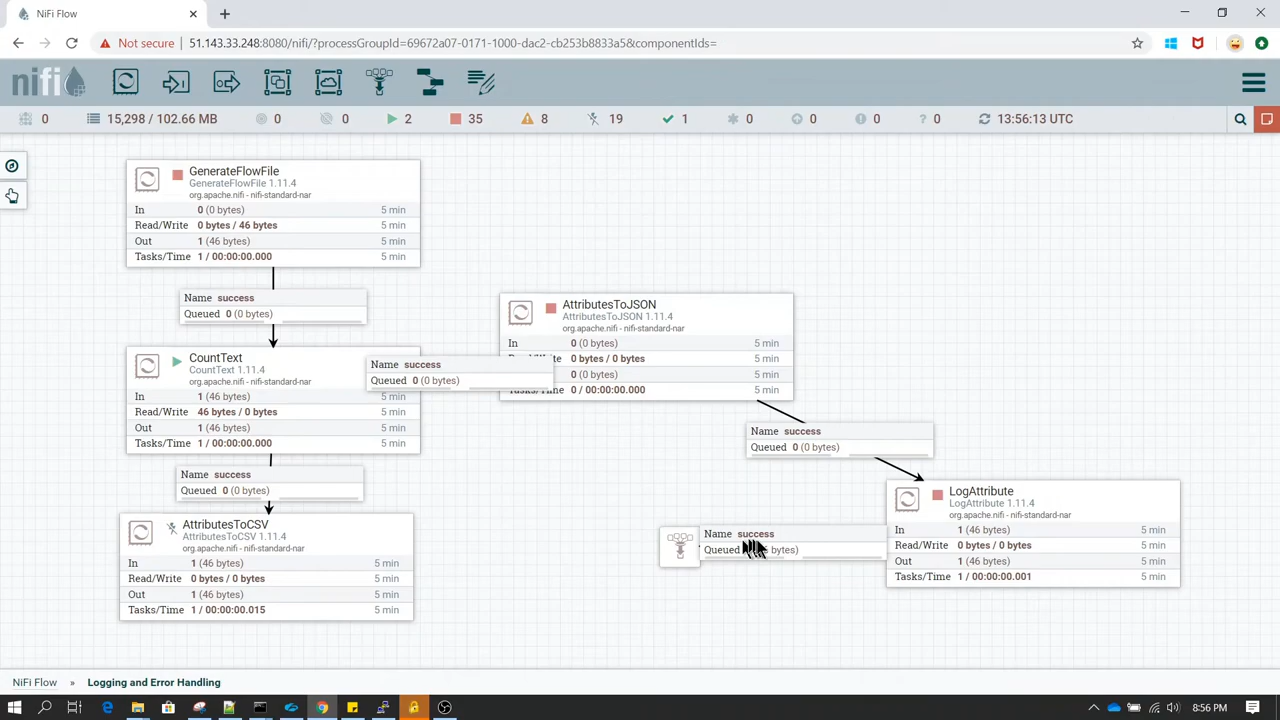 NiFi Flow
Not secure
51.143.33.248:8080/nifi/?processGroupId=69672a07-0171-1000-dac2-cb253b8833a5&componentIds=
nifi
0
15,298 / 102.66 MB
0
0
2
35
8
19
1
0
0
0
0
13:56:13 UTC
GenerateFlowFile
GenerateFlowFile 1.11.4
org.apache.nifi - nifi-standard-nar
In 0 (0 bytes) 5 min
Read/Write 0 bytes / 46 bytes 5 min
Out 1 (46 bytes) 5 min
Tasks/Time 1 / 00:00:00.000 5 min
Name success
Queued 0 (0 bytes)
CountText
CountText 1.11.4
org.apache.nifi - nifi-standard-nar
In 1 (46 bytes)
Read/Write 46 bytes / 0 bytes 5 min
Out 1 (46 bytes) 5 min
Tasks/Time 1 / 00:00:00.000 5 min
Name success
Queued 0 (0 bytes)
AttributesToCSV
AttributesToCSV 1.11.4
org.apache.nifi - nifi-standard-nar
In 1 (46 bytes) 5 min
Read/Write 0 bytes / 0 bytes 5 min
Out 1 (46 bytes) 5 min
Tasks/Time 1 / 00:00:00.015 5 min
Name success
Queued 0 (0 bytes)
AttributesToJSON
AttributesToJSON 1.11.4
org.apache.nifi - nifi-standard-nar
In 0 (0 bytes) 5 min
Read/Write 0 bytes / 0 bytes 5 min
0 (0 bytes) 5 min
Tasks/Time 0 / 00:00:00.000 5 min
Name success
Queued 0 (0 bytes)
Name success
Queued bytes)
LogAttribute
LogAttribute 1.11.4
org.apache.nifi - nifi-standard-nar
In 1 (46 bytes) 5 min
Read/Write 0 bytes / 0 bytes 5 min
Out 1 (46 bytes) 5 min
Tasks/Time 1 / 00:00:00.001 5 min
NiFi Flow » Logging and Error Handling
8:56 PM